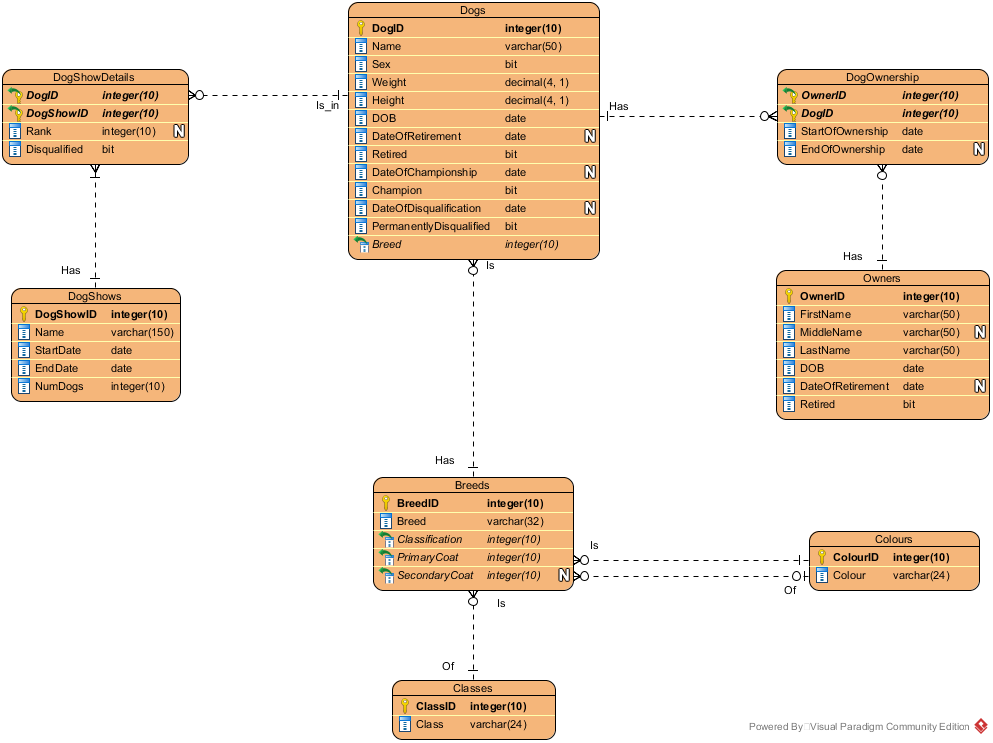 Dogs
DogID integer(10)
Name varchar(50)
Sex bit
Weight decimal(4, 1)
Height decimal(4, 1)
DOB date
DateOfRetirement date N
Retired bit
DateOfChampionship date N
Champion bit
DateOfDisqualification date N
PermanentlyDisqualified bit
Breed integer(10)
DogShowDetails
DogID integer(10)
DogShowID integer(10)
Rank integer(10) N
Disqualified bit
Is_in
Has
DogOwnership
OwnerID integer(10)
DogID integer(10)
StartOfOwnership date
EndOfOwnership date N
Has
Is
Has
DogShows
DogShowID integer(10)
Name varchar(150)
StartDate date
EndDate date
NumDogs integer(10)
Owners
OwnerID integer(10)
FirstName varchar(50)
MiddleName varchar(50) N
LastName varchar(50)
DOB date
DateOfRetirement date N
Retired bit
Has
Breeds
BreedID integer(10)
Breed varchar(32)
Classification integer(10)
PrimaryCoat integer(10)
SecondaryCoat integer(10) N
Is
Of
Colours
ColourID integer(10)
Colour varchar(24)
Is
Of
Classes
ClassID integer(10)
Class varchar(24)
Powered By Visual Paradigm Community Edition